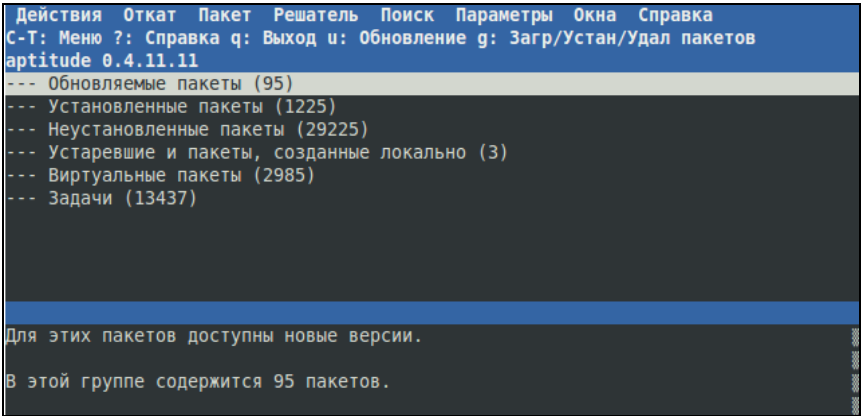 Действия Откат Пакет Решатель Поиск Параметры Окна Справка
C-T: Меню ?: Справка q: Выход u: Обновление g: Загр/Устан/Удал пакетов
aptitude 0.4.11.11
--- Обновляемые пакеты (95)
--- Установленные пакеты (1225)
--- Неустановленные пакеты (29225)
--- Устаревшие и пакеты, созданные локально (3)
--- Виртуальные пакеты (2985)
--- Задачи (13437)
Для этих пакетов доступны новые версии.
В этой группе содержится 95 пакетов.